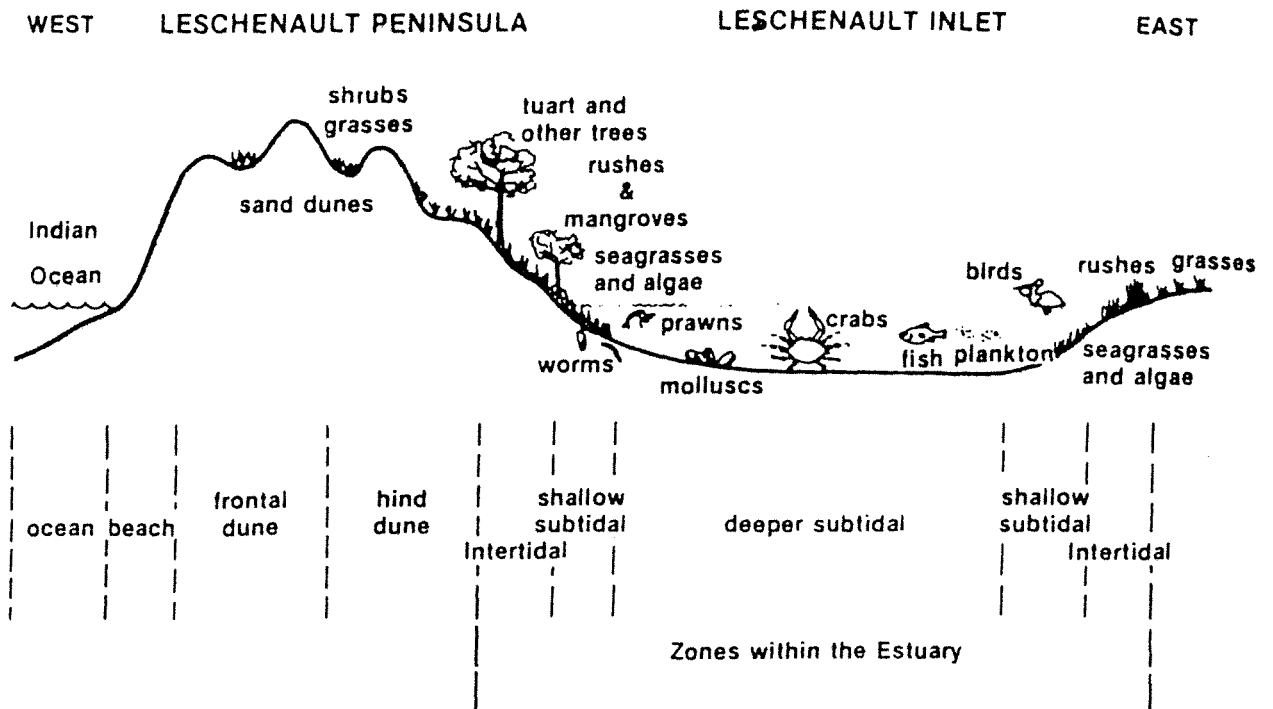 WEST LESCHENAULT PENINSULA LESCHENAULT INLET EAST
shrubs
grasses
tuart and
other trees
rushes
&
mangroves
sand dunes
Indian
Ocean
seagrasses
and algae
birds
rushes
grasses
prawns
crabs
fish
plankton
worms
molluscs
seagrasses
and algae
ocean
beach
frontal
dune
hind
dune
Intertidal
shallow
subtidal
deeper subtidal
shallow
subtidal
Intertidal
Zones within the Estuary